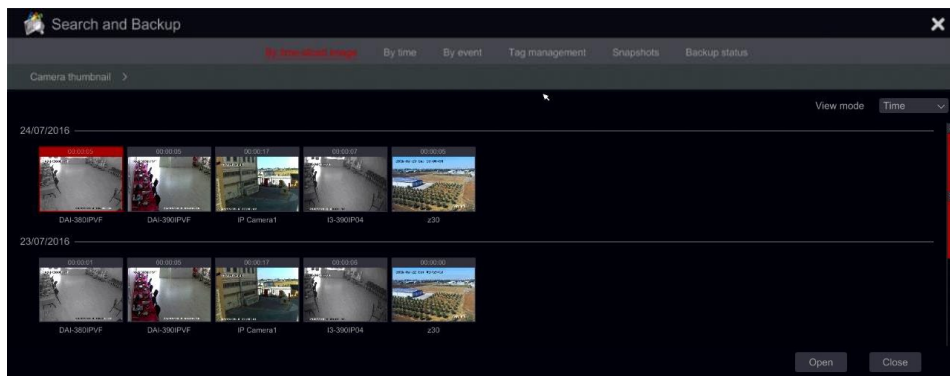 Search and Backup
By time By event Tag management Snapshots Backup status
Camera thumbnail >
View mode Time
24/07/2016
00:00:05 00:00:05 00:00:17 00:00:07 00:00:05
DAI-380IPVF DAI-390IPVF IP Camera1 I3-390IP04 z30
23/07/2016
00:00:01 00:00:05 00:00:17 00:00:05 00:00:00
DAI-380IPVF DAI-390IPVF IP Camera1 I3-390IP04 z30
Open Close